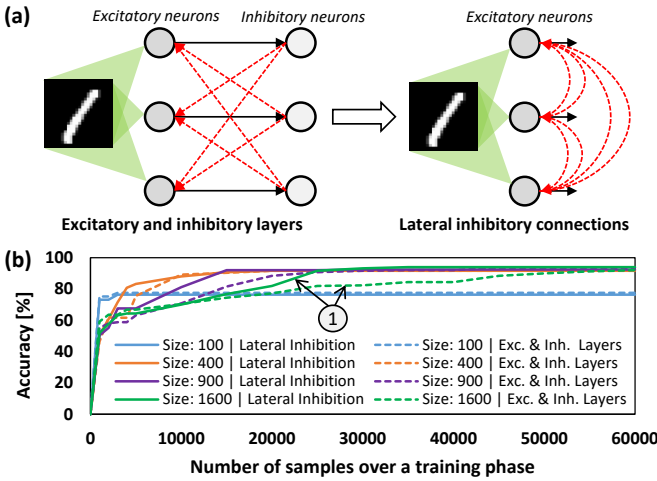 (a)
Excitatory neurons
Inhibitory neurons
Excitatory neurons
Excitatory and inhibitory layers
Lateral inhibitory connections
(b)
100
80
60
40
20
0
Accuracy [%]
1
Size: 100 | Lateral Inhibition
Size: 100 | Exc. & Inh. Layers
Size: 400 | Lateral Inhibition
Size: 400 | Exc. & Inh. Layers
Size: 900 | Lateral Inhibition
Size: 900 | Exc. & Inh. Layers
Size: 1600 | Lateral Inhibition
Size: 1600 | Exc. & Inh. Layers
0 10000 20000 30000 40000 50000 60000
Number of samples over a training phase